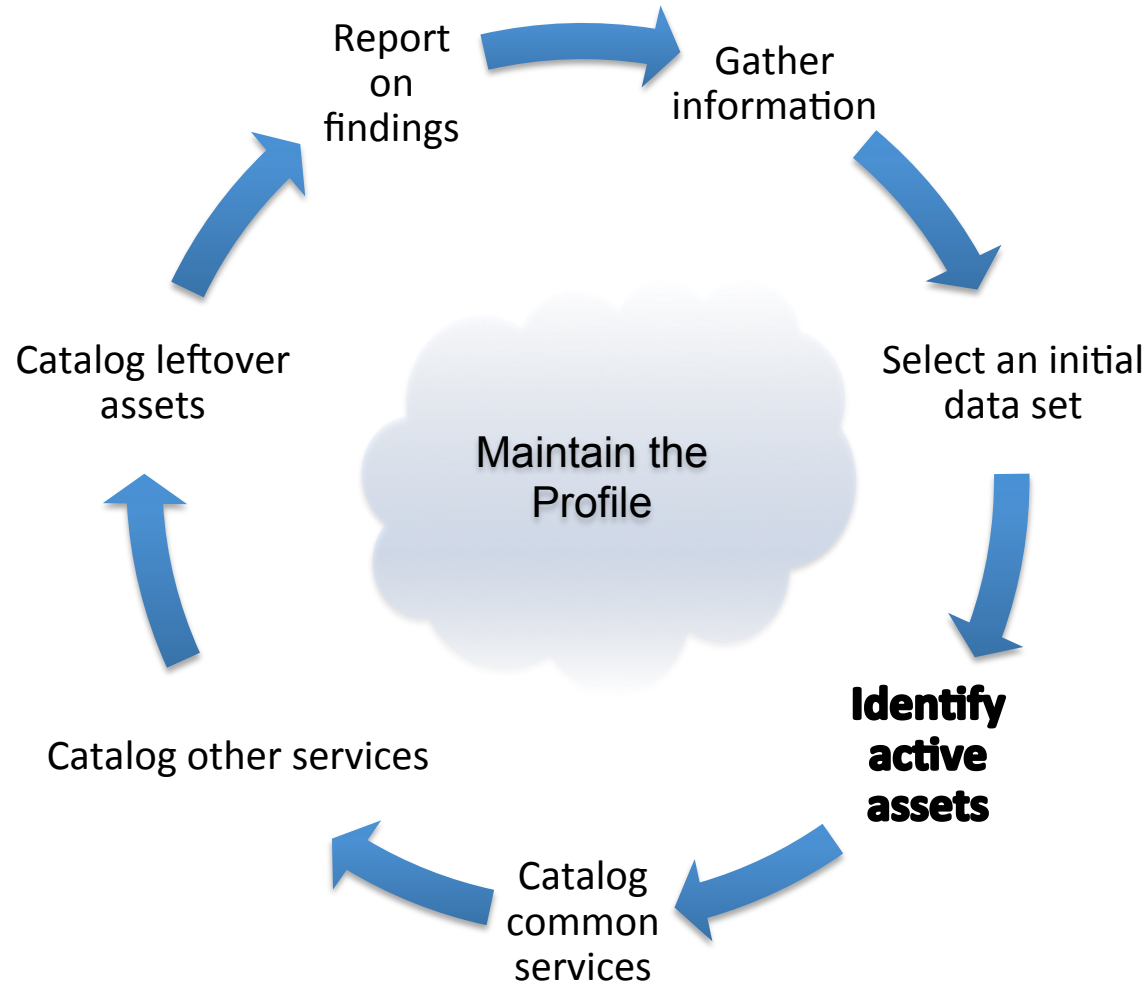 Report
on
findings
Gather
information
Select an initial
data set
Identify
active
assets
Catalog
common
services
Catalog other services
Catalog leftover
assets
Maintain the
Profile